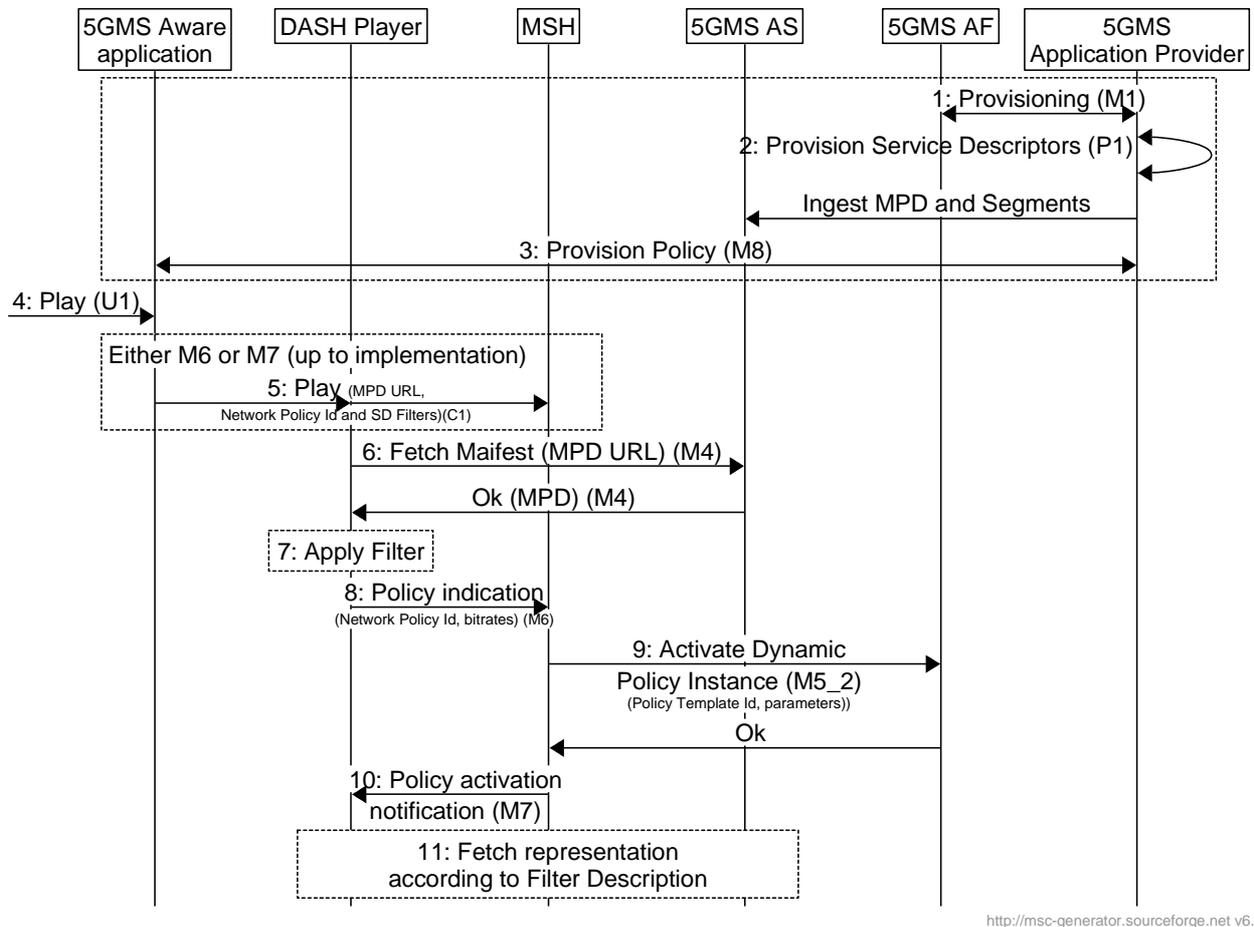 5GMS Aware
application
DASH Player
MSH
5GMS AS
5GMS AF
5GMS
Application Provider
1: Provisioning (M1)
2: Provision Service Descriptors (P1)
Ingest MPD and Segments
3: Provision Policy (M8)
4: Play (U1)
Either M6 or M7 (up to implementation)
5: Play (MPD URL,
Network Policy Id and SD Filters)(C1)
6: Fetch Maifest (MPD URL) (M4)
Ok (MPD) (M4)
7: Apply Filter
8: Policy indication
(Network Policy Id, bitrates) (M6)
9: Activate Dynamic
Policy Instance (M5_2)
(Policy Template Id, parameters))
Ok
10: Policy activation
notification (M7)
11: Fetch representation
according to Filter Description
http://msc-generator.sourceforge.net v6.